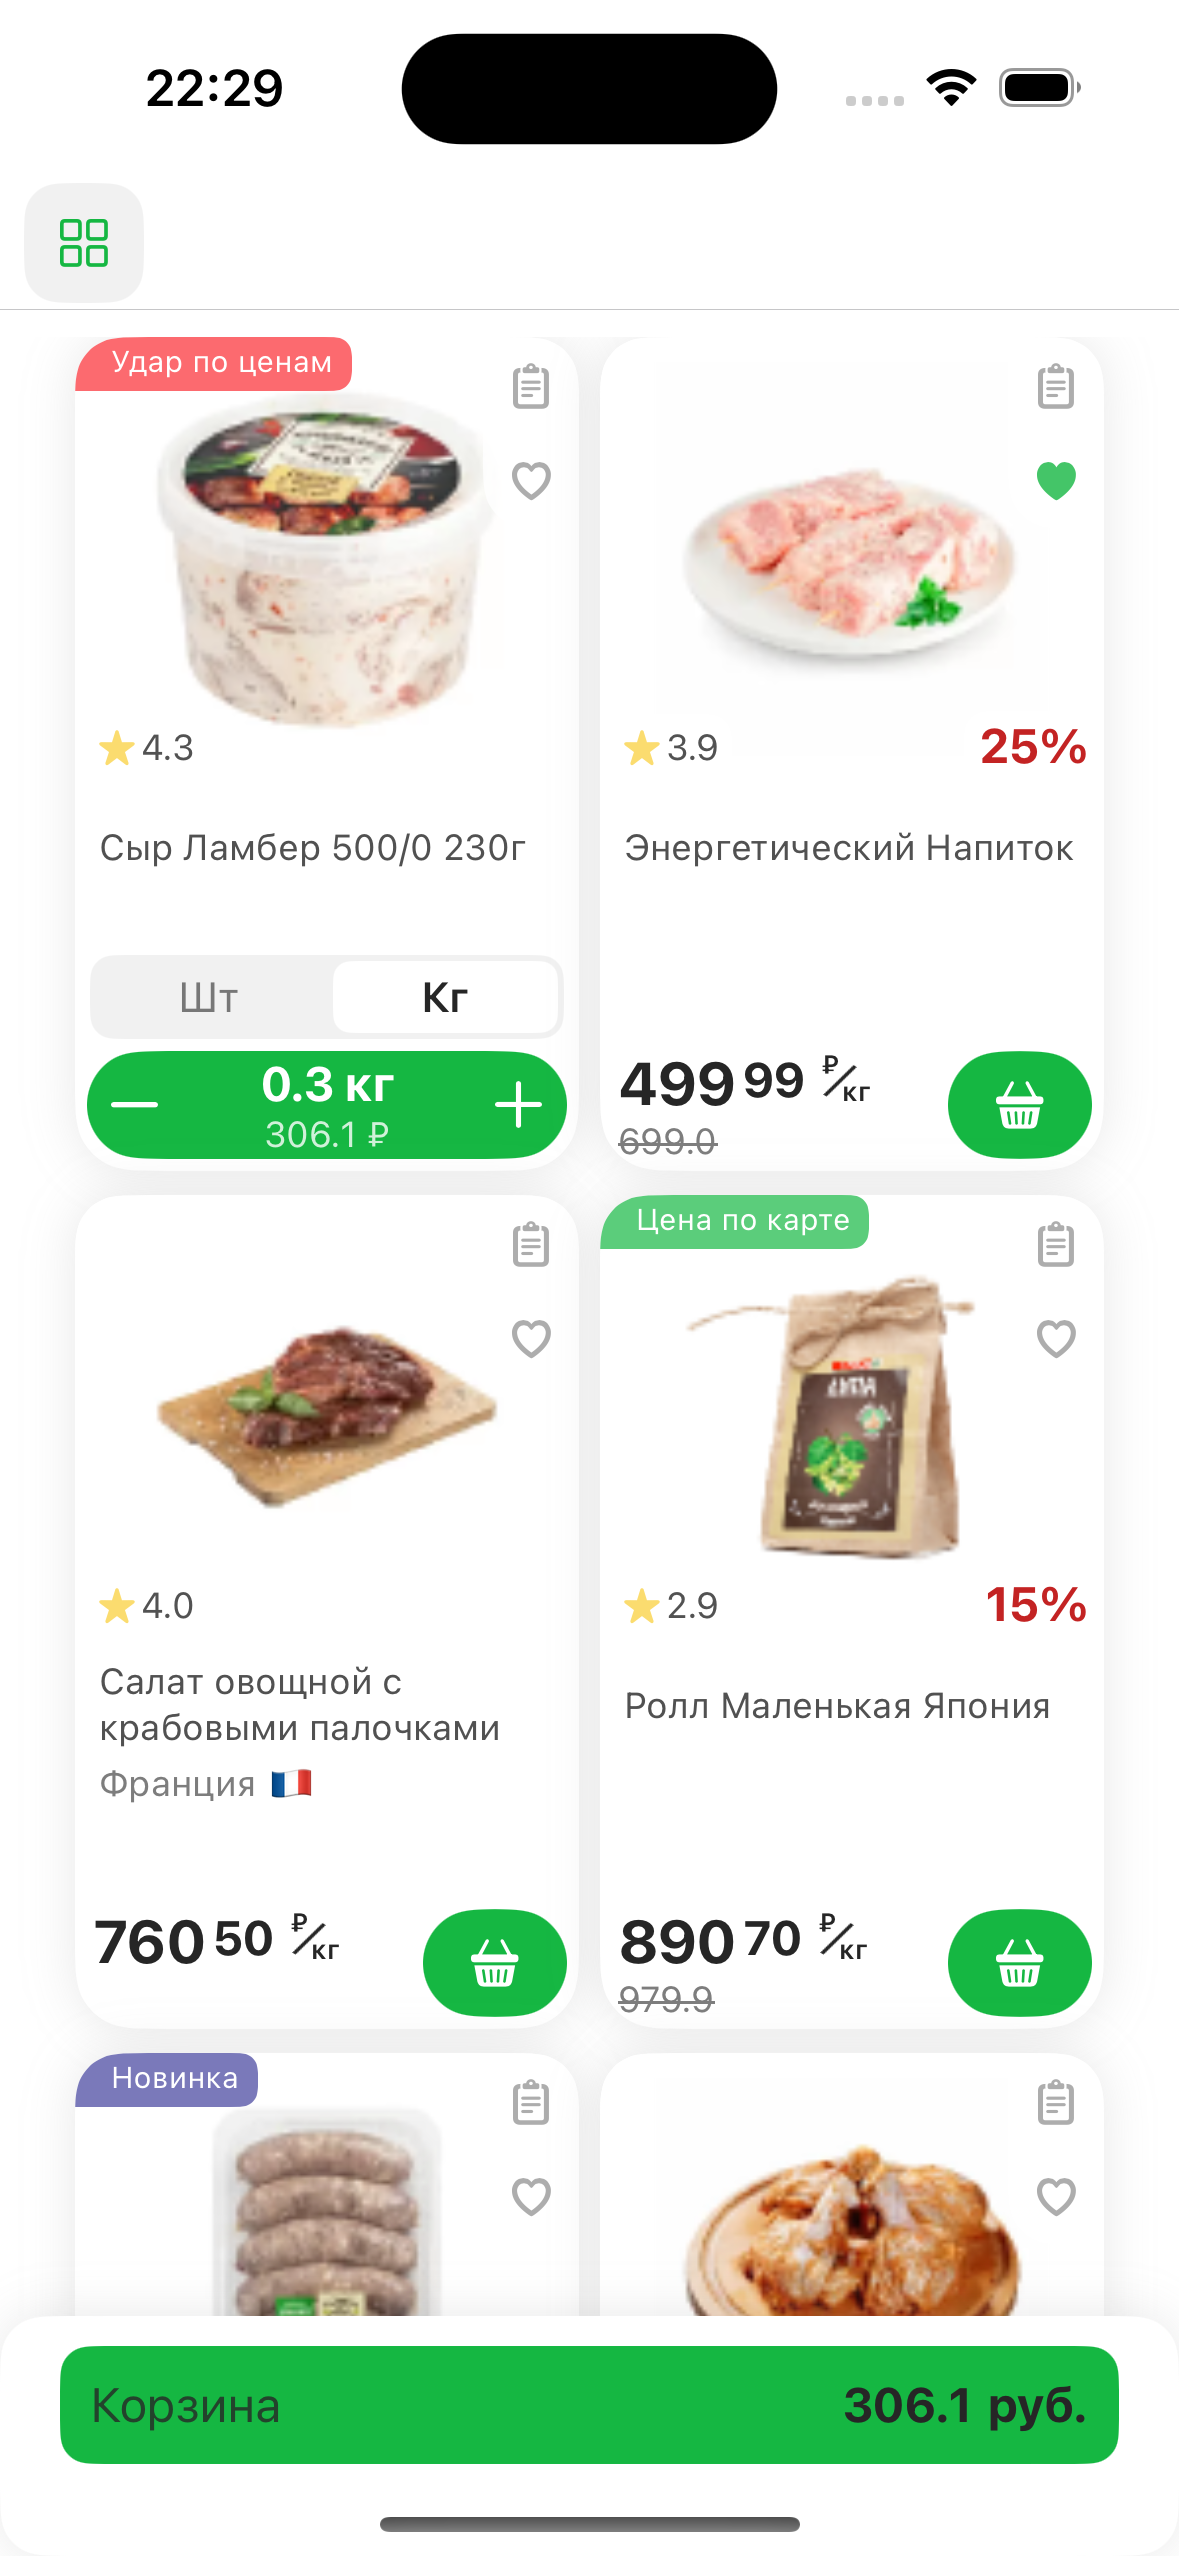 22:29
Удар по ценам
4.3
3.9
25%
Сыр Ламбер 500/0 230г
Энергетический Напиток
Шт
Кг
0.3 кг
306.1 ₽
499 99 ₽/кг
699.0
Цена по карте
4.0
2.9
15%
Салат овощной с
крабовыми палочками
Франция
Ролл Маленькая Япония
760 50 ₽/кг
890 70 ₽/кг
979.9
Новинка
Корзина
306.1 руб.